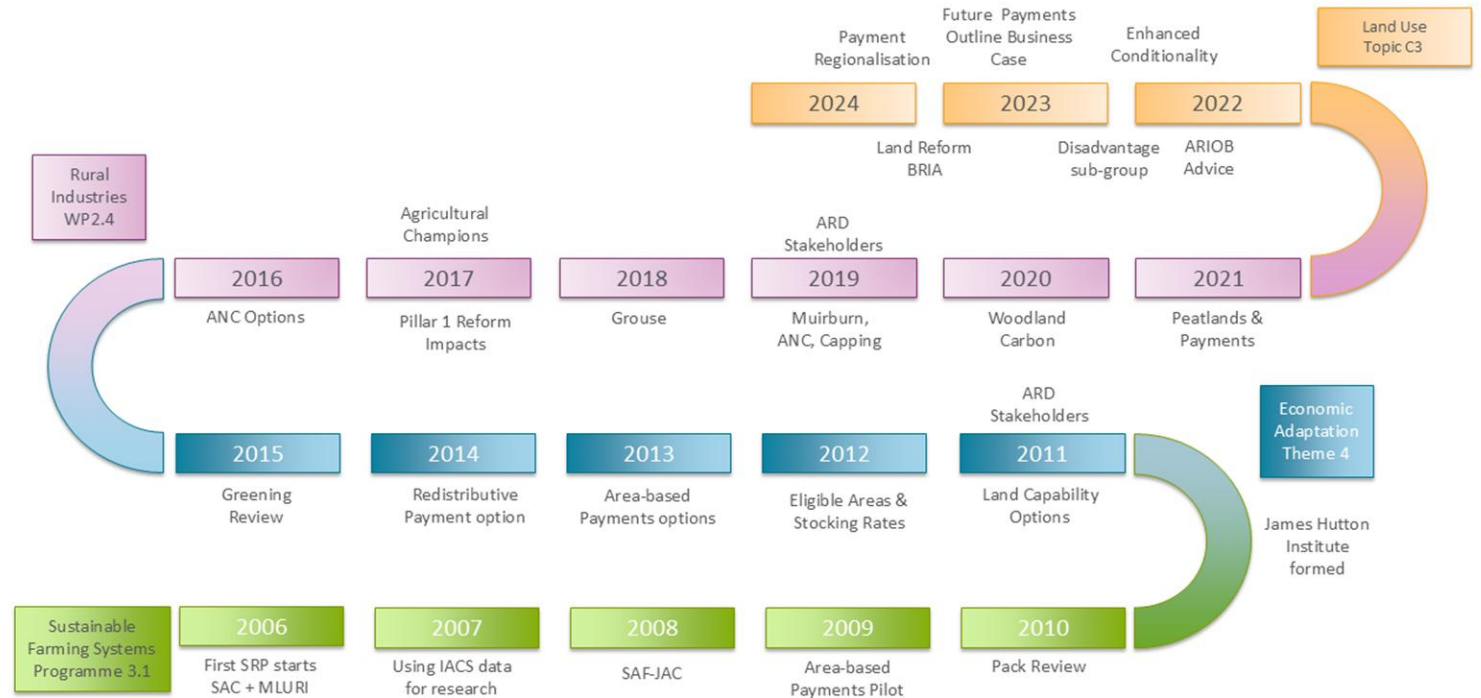 Future Payments
Outline Business
Case
Payment
Regionalisation
Enhanced
Conditionality
Land Use
Topic C3
2024
2023
2022
Land Reform
BRIA
Disadvantage
sub-group
ARIOB
Advice
Rural
Industries
WP2.4
Agricultural
Champions
ARD
Stakeholders
2016
2017
2018
2019
2020
2021
ANC Options
Pillar 1 Reform
Impacts
Grouse
Muirburn,
ANC, Capping
Woodland
Carbon
Peatlands &
Payments
ARD
Stakeholders
Economic
Adaptation
Theme 4
2015
2014
2013
2012
2011
Greening
Review
Redistributive
Payment option
Area-based
Payments options
Eligible Areas &
Stocking Rates
Land Capability
Options
James Hutton
Institute
formed
Sustainable
Farming Systems
Programme 3.1
2006
2007
2008
2009
2010
First SRP starts
SAC + MLURI
Using IACS data
for research
SAF-JAC
Area-based
Payments Pilot
Pack Review